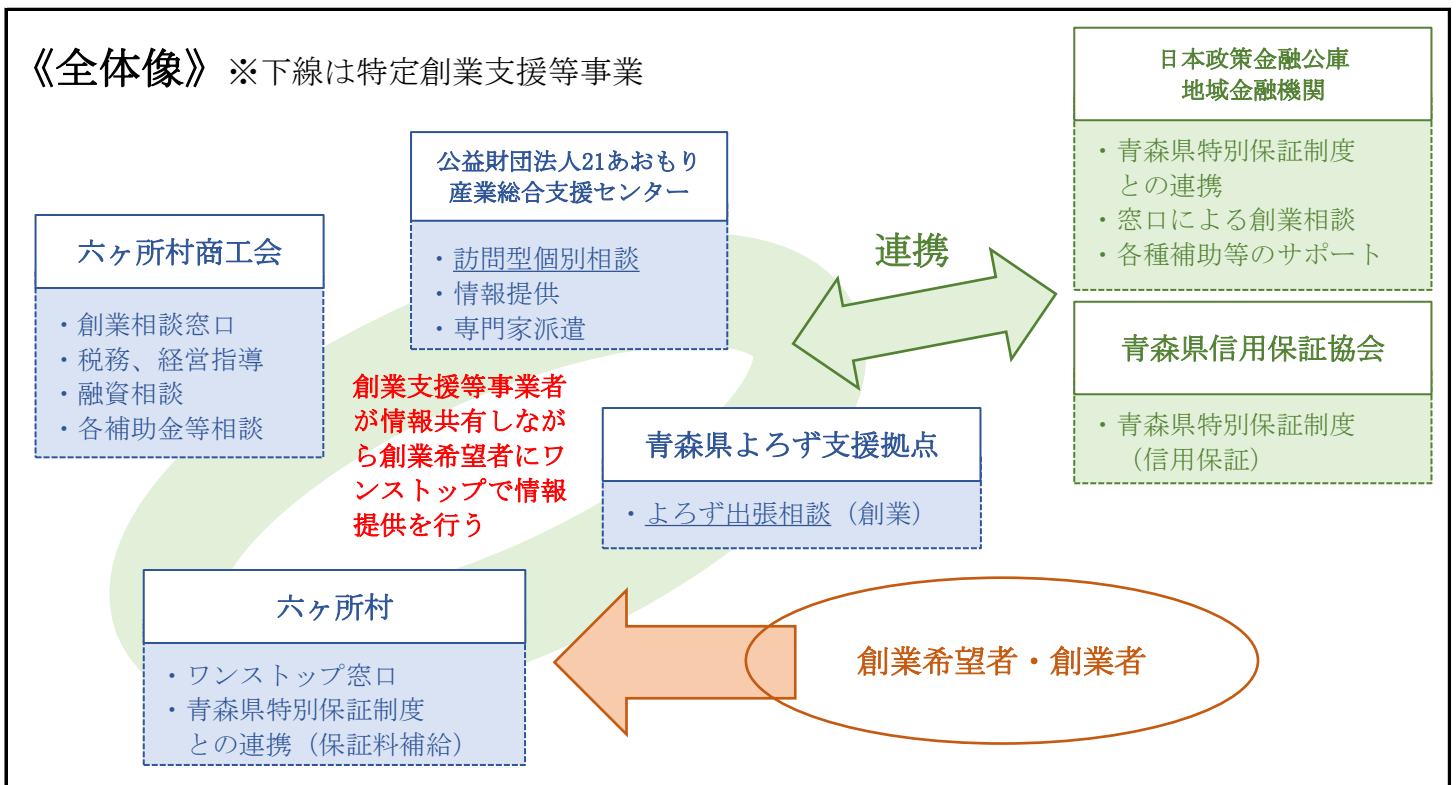 《全体像》※下線は特定創業支援等事業
日本政策金融公庫
地域金融機関
・青森県特別保証制度
との連携
・窓口による創業相談
・各種補助等のサポート
公益財団法人21あおもり
産業総合支援センター
・訪問型個別相談
・情報提供
・専門家派遣
六ヶ所村商工会
・創業相談窓口
・税務、経営指導
・融資相談
・各補助金等相談
連携
青森県信用保証協会
・青森県特別保証制度
(信用保証)
創業支援等事業者
が情報共有しなが
ら創業希望者にワ
ンストップで情報
提供を行う
青森県よろず支援拠点
・よろず出張相談(創業)
六ヶ所村
・ワンストップ窓口
・青森県特別保証制度
との連携(保証料補給)
創業希望者・創業者